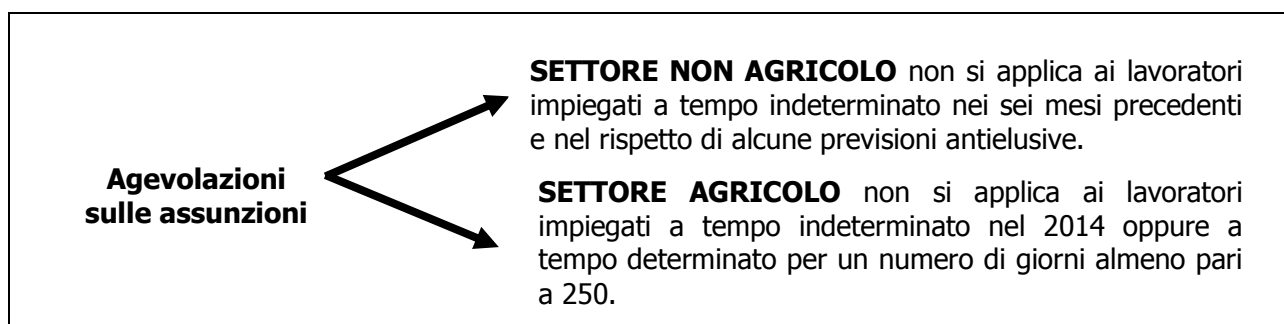 Agevolazioni
sulle assunzioni
SETTORE NON AGRICOLO non si applica ai lavoratori
impiegati a tempo indeterminato nei sei mesi precedenti
e nel rispetto di alcune previsioni antielusive.
SETTORE AGRICOLO non si applica ai lavoratori
impiegati a tempo indeterminato nel 2014 oppure a
tempo determinato per un numero di giorni almeno pari
a 250.